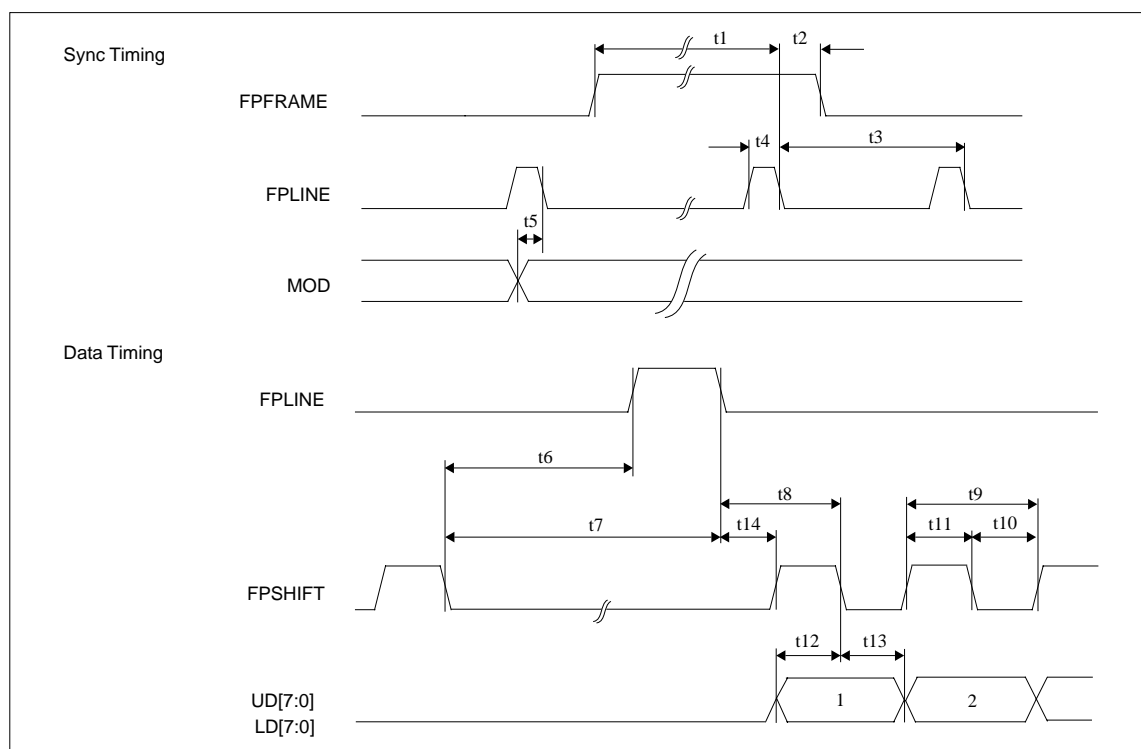 Sync Timing
t1
t2
FPFRAME
t4
t3
FPLINE
t5
MOD
Data Timing
FPLINE
t6
t8
t9
t7
t14
t11
t10
FPSHIFT
t12
t13
UD[7:0]
LD[7:0]
1
2